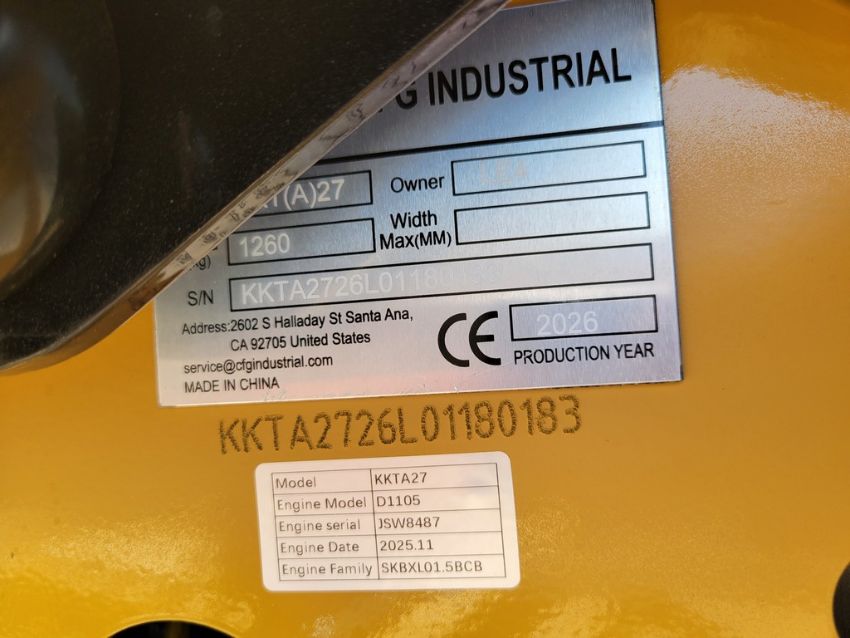 G INDUSTRIAL
T(A)27 Owner
1260 Width
Max(MM)
S/N KKTA2726L01180183
Address:2602 S Halladay St Santa Ana,
CA 92705 United States
service@cfgindustrial.com
MADE IN CHINA
CE 2026
PRODUCTION YEAR
KKTA2726L01180183
Model KKTA27
Engine Model D1105
Engine serial JSW8487
Engine Date 2025.11
Engine Family SKBXL01.5BCB